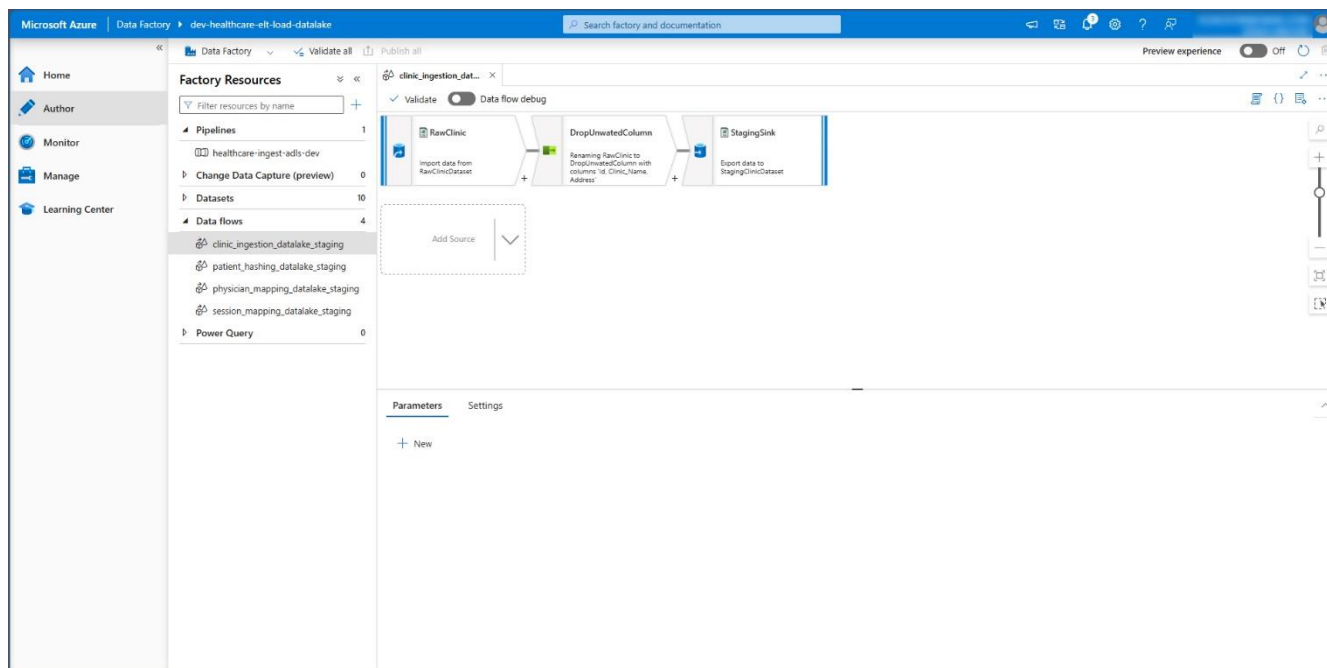 Microsoft Azure | Data Factory ▸ dev-healthcare-elt-load-datalake
Search factory and documentation
Data Factory
Validate all
Publish all
Preview experience
Off
Home
Author
Monitor
Manage
Learning Center
Factory Resources
Filter resources by name
Pipelines 1
healthcare-ingest-adls-dev
Change Data Capture (preview) 0
Datasets 10
Data flows 4
clinic_ingestion_datalake_staging
patient_hashing_datalake_staging
physician_mapping_datalake_staging
session_mapping_datalake_staging
Power Query 0
clinic_ingestion_dat...
Validate
Data flow debug
RawClinic
Import data from
RawClinicDataset
+
DropUnwatedColumn
Renaming RawClinic to
DropUnwatedColumn with
columns 'id, Clinic_Name,
Address'
+
StagingSink
Export data to
StagingClinicDataset
Add Source
Parameters
Settings
+ New